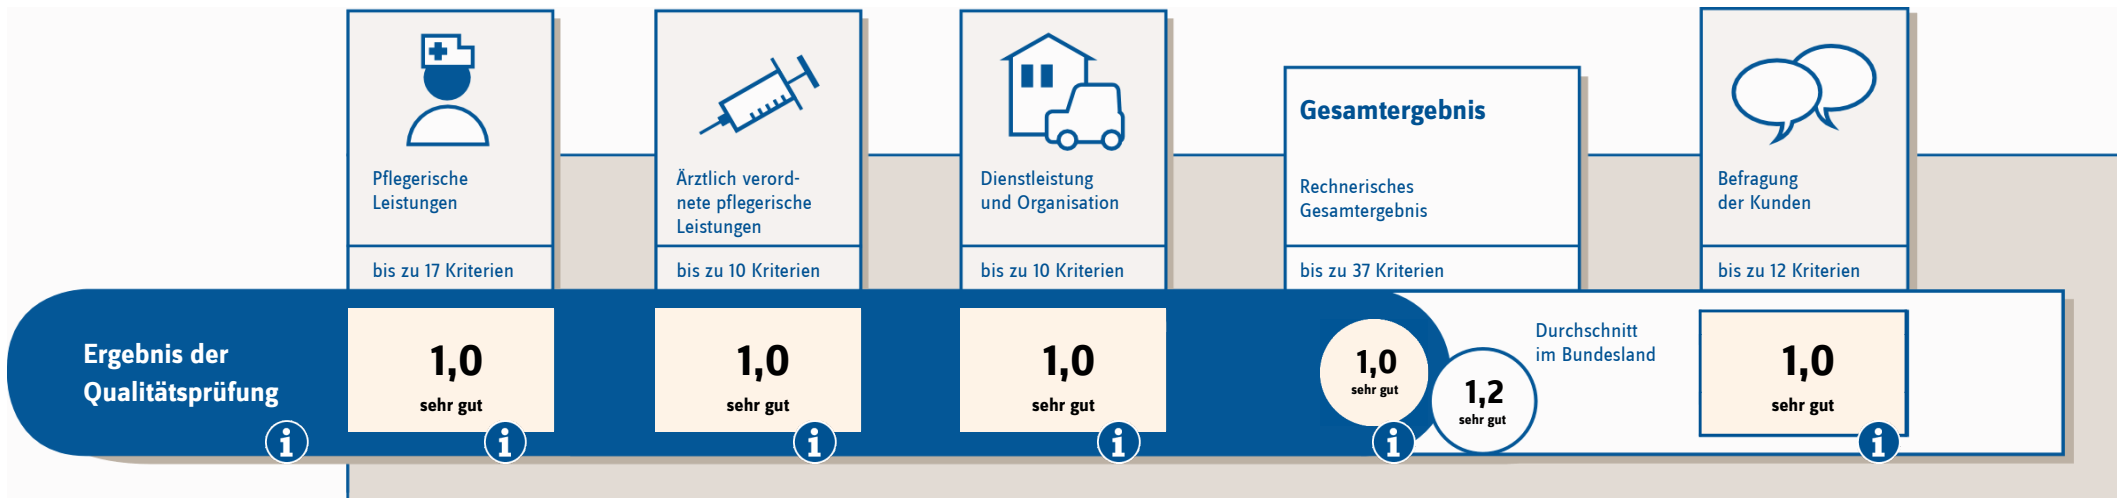 Pflegerische
Leistungen
bis zu 17 Kriterien
Ärztlich verord-
nete pflegerische
Leistungen
bis zu 10 Kriterien
Dienstleistung
und Organisation
bis zu 10 Kriterien
Gesamtergebnis
Rechnerisches
Gesamtergebnis
bis zu 37 Kriterien
Befragung
der Kunden
bis zu 12 Kriterien
Ergebnis der
Qualitätsprüfung
i
1,0
sehr gut
i
1,0
sehr gut
i
1,0
sehr gut
i
1,0
sehr gut
i
1,2
sehr gut
Durchschnitt
im Bundesland
1,0
sehr gut
i